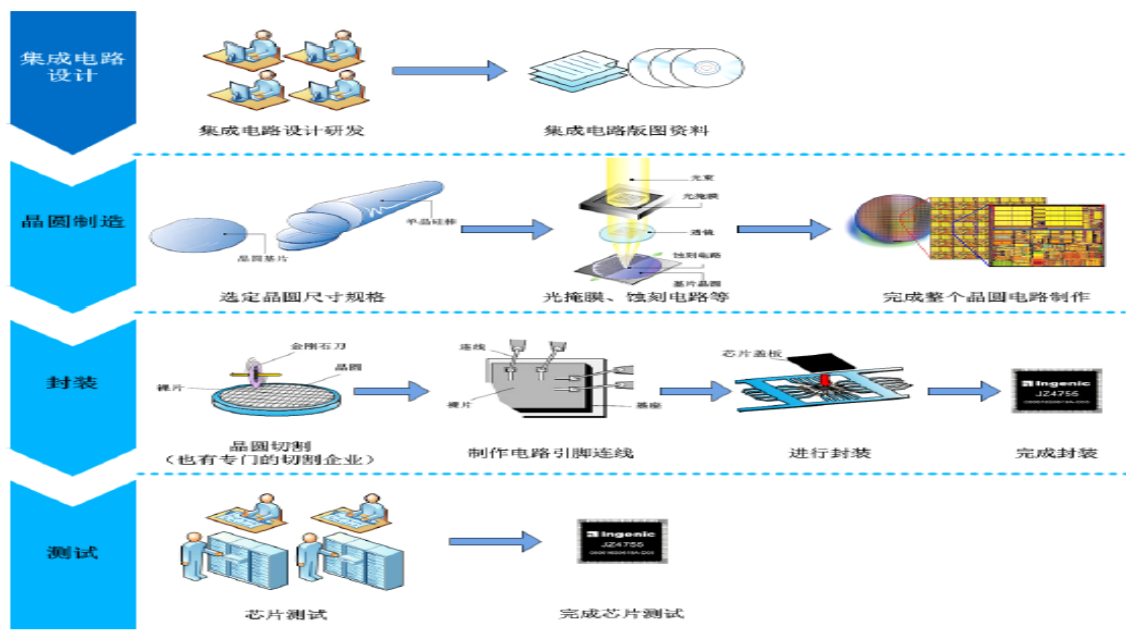 集成电路
设计
集成电路设计研发
集成电路版图资料
晶圆制造
晶圆基片
单晶硅棒
选定晶圆尺寸规格
光束
光掩膜
透镜
蚀刻电路
基片晶圆
光掩膜、蚀刻电路等
完成整个晶圆电路制作
封装
金刚石刀
晶圆
裸片
晶圆切割
（也有专门的切割企业）
连线
裸片
基座
制作电路引脚连线
芯片盖板
进行封装
Ingenic
JZ4755
完成封装
测试
芯片测试
Ingenic
JZ4755
完成芯片测试